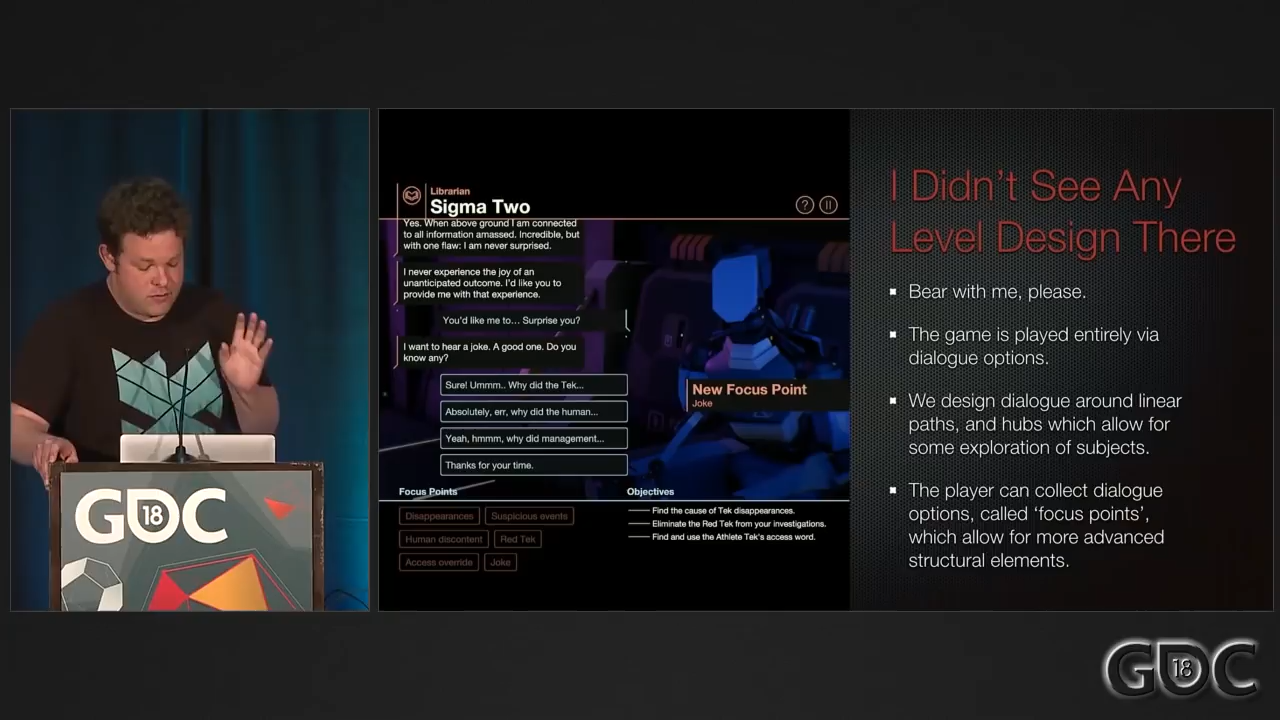 GDC
18
Librarian
Sigma Two
?
Yes. When above ground I am connected
to all information amassed. Incredible, but
with one flaw: I am never surprised.
I never experience the joy of an
unanticipated outcome. I'd like you to
provide me with that experience.
You'd like me to... Surprise you?
I want to hear a joke. A good one. Do you
know any?
Sure! Ummm.. Why did the Tek...
Absolutely, err, why did the human...
Yeah, hmmm, why did management...
Thanks for your time.
New Focus Point
Joke
Focus Points
Disappearances
Suspicious events
Human discontent
Red Tek
Access override
Joke
Objectives
Find the cause of Tek disappearances.
Eliminate the Red Tek from your investigations.
Find and use the Athlete Tek's access word.
I Didn't See Any
Level Design There
Bear with me, please.
The game is played entirely via
dialogue options.
We design dialogue around linear
paths, and hubs which allow for
some exploration of subjects.
The player can collect dialogue
options, called 'focus points',
which allow for more advanced
structural elements.
GDC
18